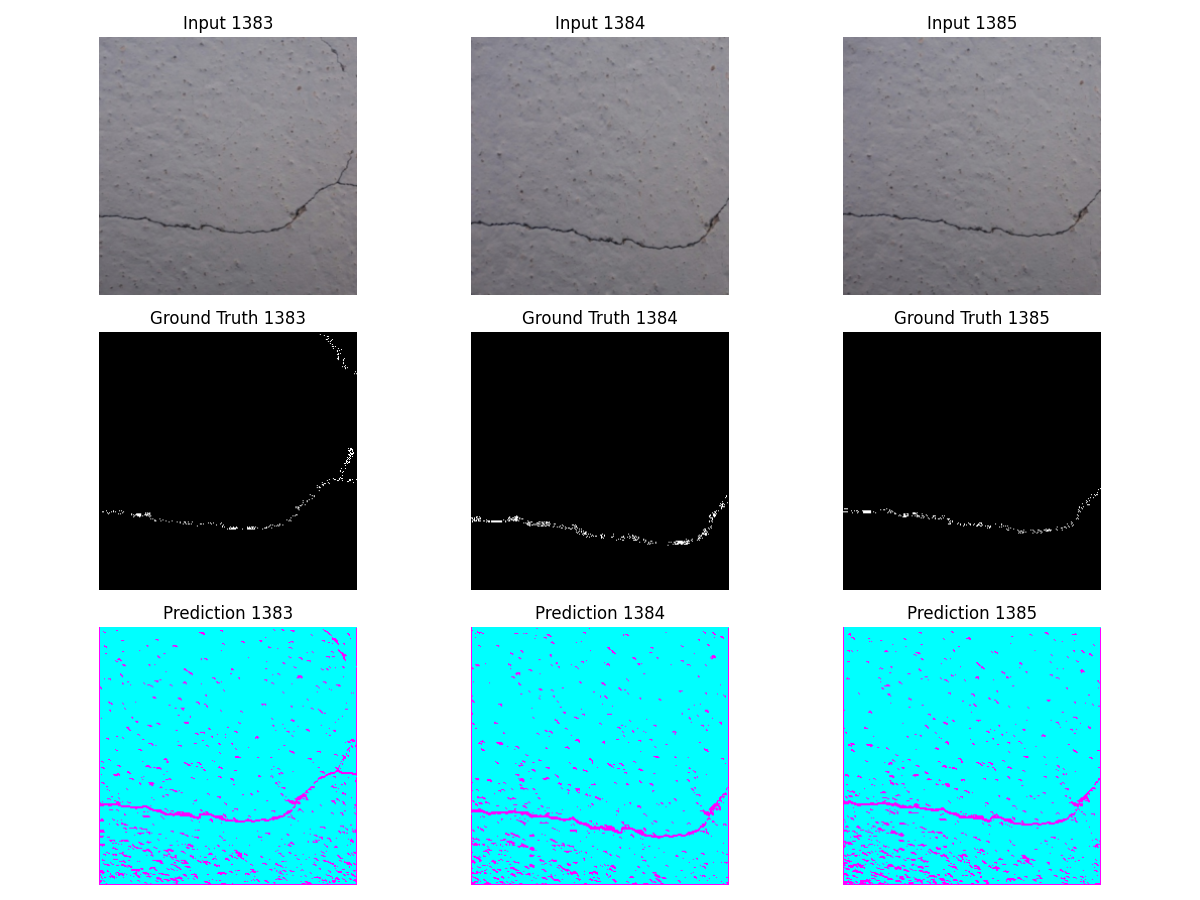 Input 1383
Input 1384
Input 1385
Ground Truth 1383
Ground Truth 1384
Ground Truth 1385
Prediction 1383
Prediction 1384
Prediction 1385